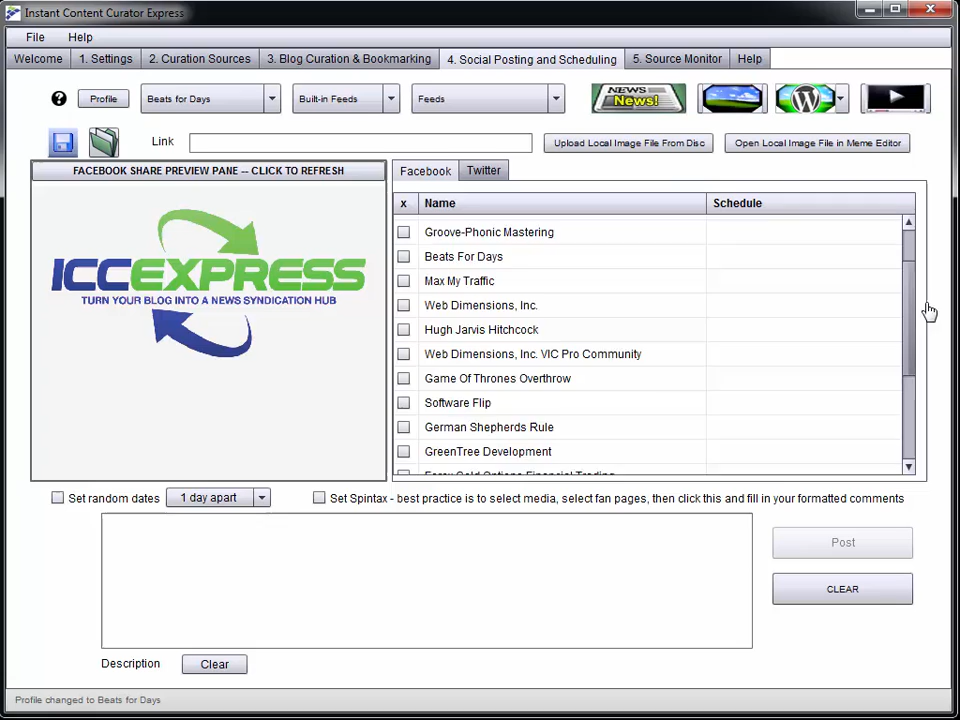 Instant Content Curator Express
File Help
Welcome 1. Settings 2. Curation Sources 3. Blog Curation & Bookmarking 4. Social Posting and Scheduling 5. Source Monitor Help
? Profile Beats for Days Built-in Feeds Feeds NEWS News!
Link Upload Local Image File From Disc Open Local Image File in Meme Editor
FACEBOOK SHARE PREVIEW PANE -- CLICK TO REFRESH
ICCEXPRESS
TURN YOUR BLOG INTO A NEWS SYNDICATION HUB
Facebook Twitter
x Name Schedule
Groove-Phonic Mastering
Beats For Days
Max My Traffic
Web Dimensions, Inc.
Hugh Jarvis Hitchcock
Web Dimensions, Inc. VIC Pro Community
Game Of Thrones Overthrow
Software Flip
German Shepherds Rule
GreenTree Development
Forex Gold Options Financial Trading
Set random dates 1 day apart Set Spintax - best practice is to select media, select fan pages, then click this and fill in your formatted comments
Post
CLEAR
Description Clear
Profile changed to Beats for Days